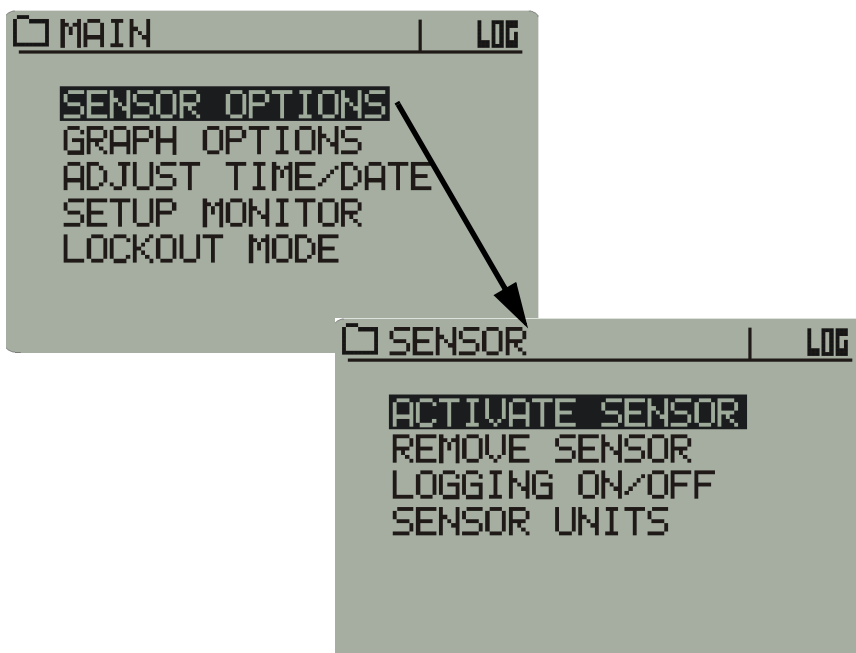 MAIN | LOG
SENSOR OPTIONS
GRAPH OPTIONS
ADJUST TIME/DATE
SETUP MONITOR
LOCKOUT MODE
SENSOR | LOG
ACTIVATE SENSOR
REMOVE SENSOR
LOGGING ON/OFF
SENSOR UNITS